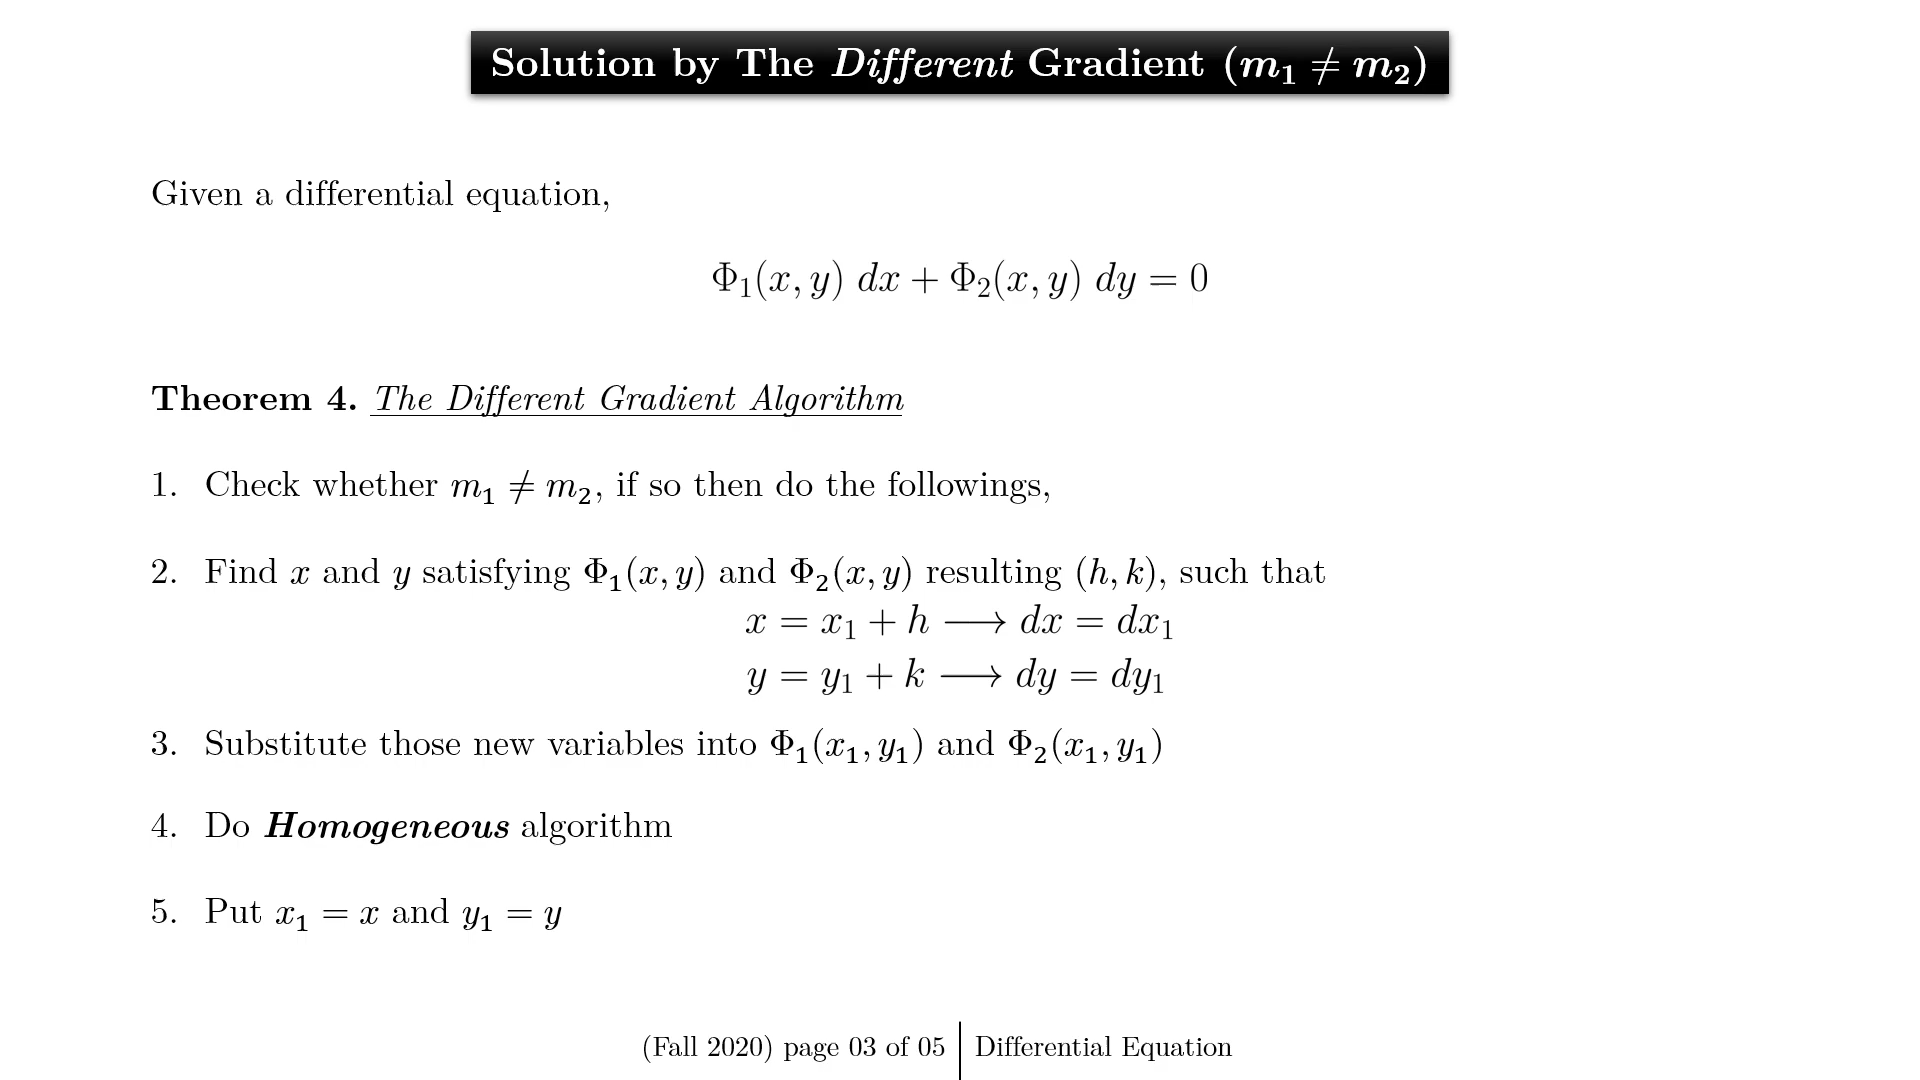 Solution by The Different Gradient (m₁ ≠ m₂)
Given a differential equation,
Φ₁(x, y) dx + Φ₂(x, y) dy = 0
Theorem 4. The Different Gradient Algorithm
1. Check whether m₁ ≠ m₂, if so then do the followings,
2. Find x and y satisfying Φ₁(x, y) and Φ₂(x, y) resulting (h, k), such that
x = x₁ + h ⟶ dx = dx₁
y = y₁ + k ⟶ dy = dy₁
3. Substitute those new variables into Φ₁(x₁, y₁) and Φ₂(x₁, y₁)
4. Do Homogeneous algorithm
5. Put x₁ = x and y₁ = y
(Fall 2020) page 03 of 05 | Differential Equation